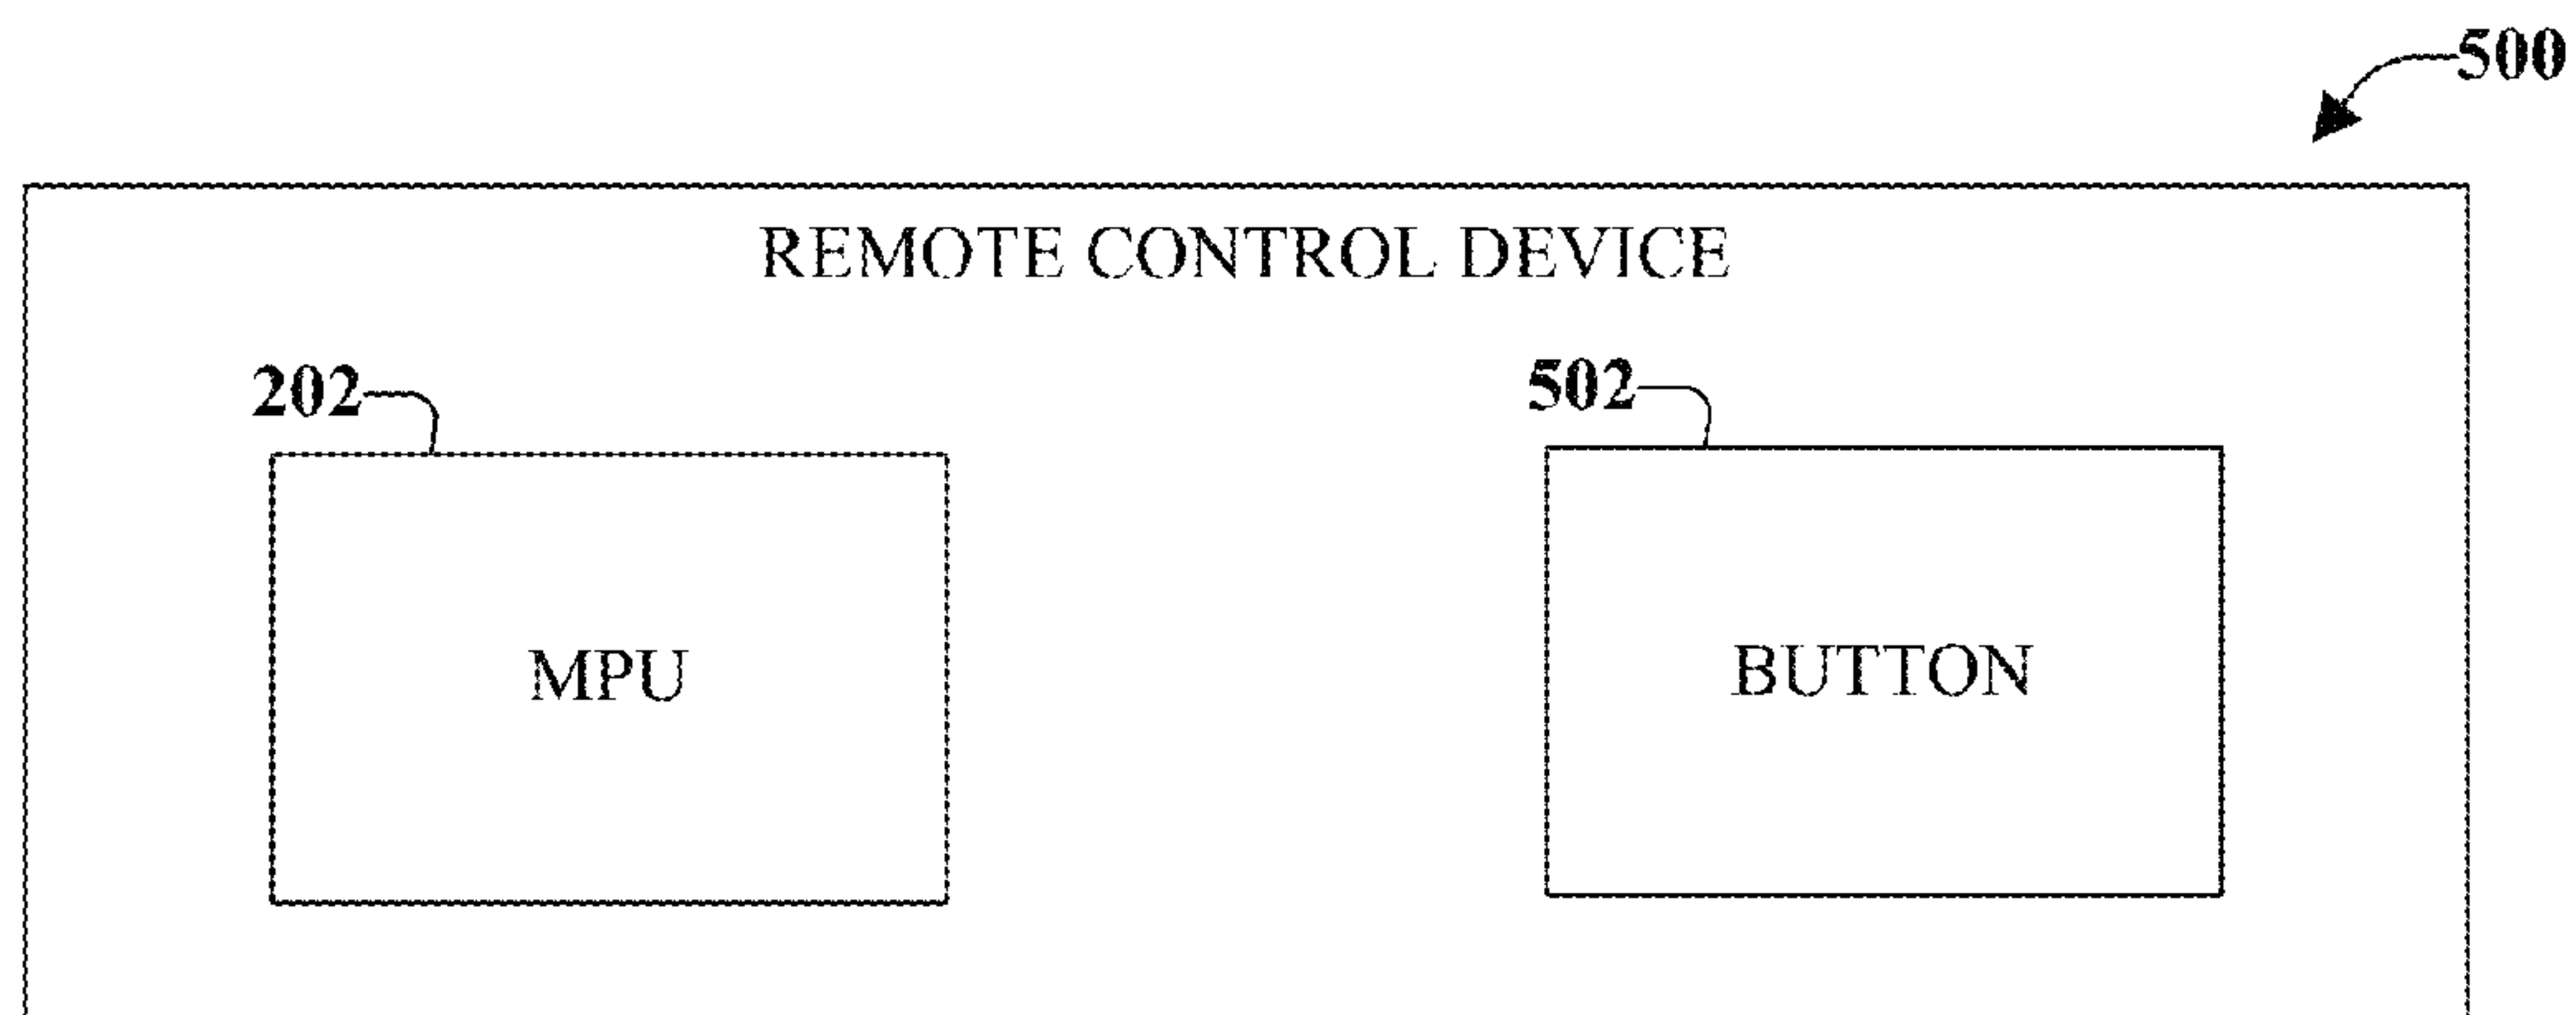 500
REMOTE CONTROL DEVICE
202
502
MPU
BUTTON